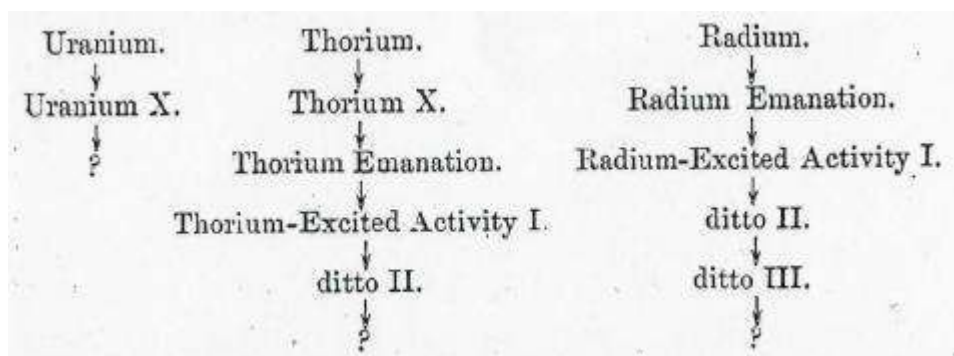 Uranium.
Uranium X.
?
Thorium.
Thorium X.
Thorium Emanation.
Thorium-Excited Activity I.
ditto II.
?
Radium.
Radium Emanation.
Radium-Excited Activity I.
ditto II.
ditto III.
?